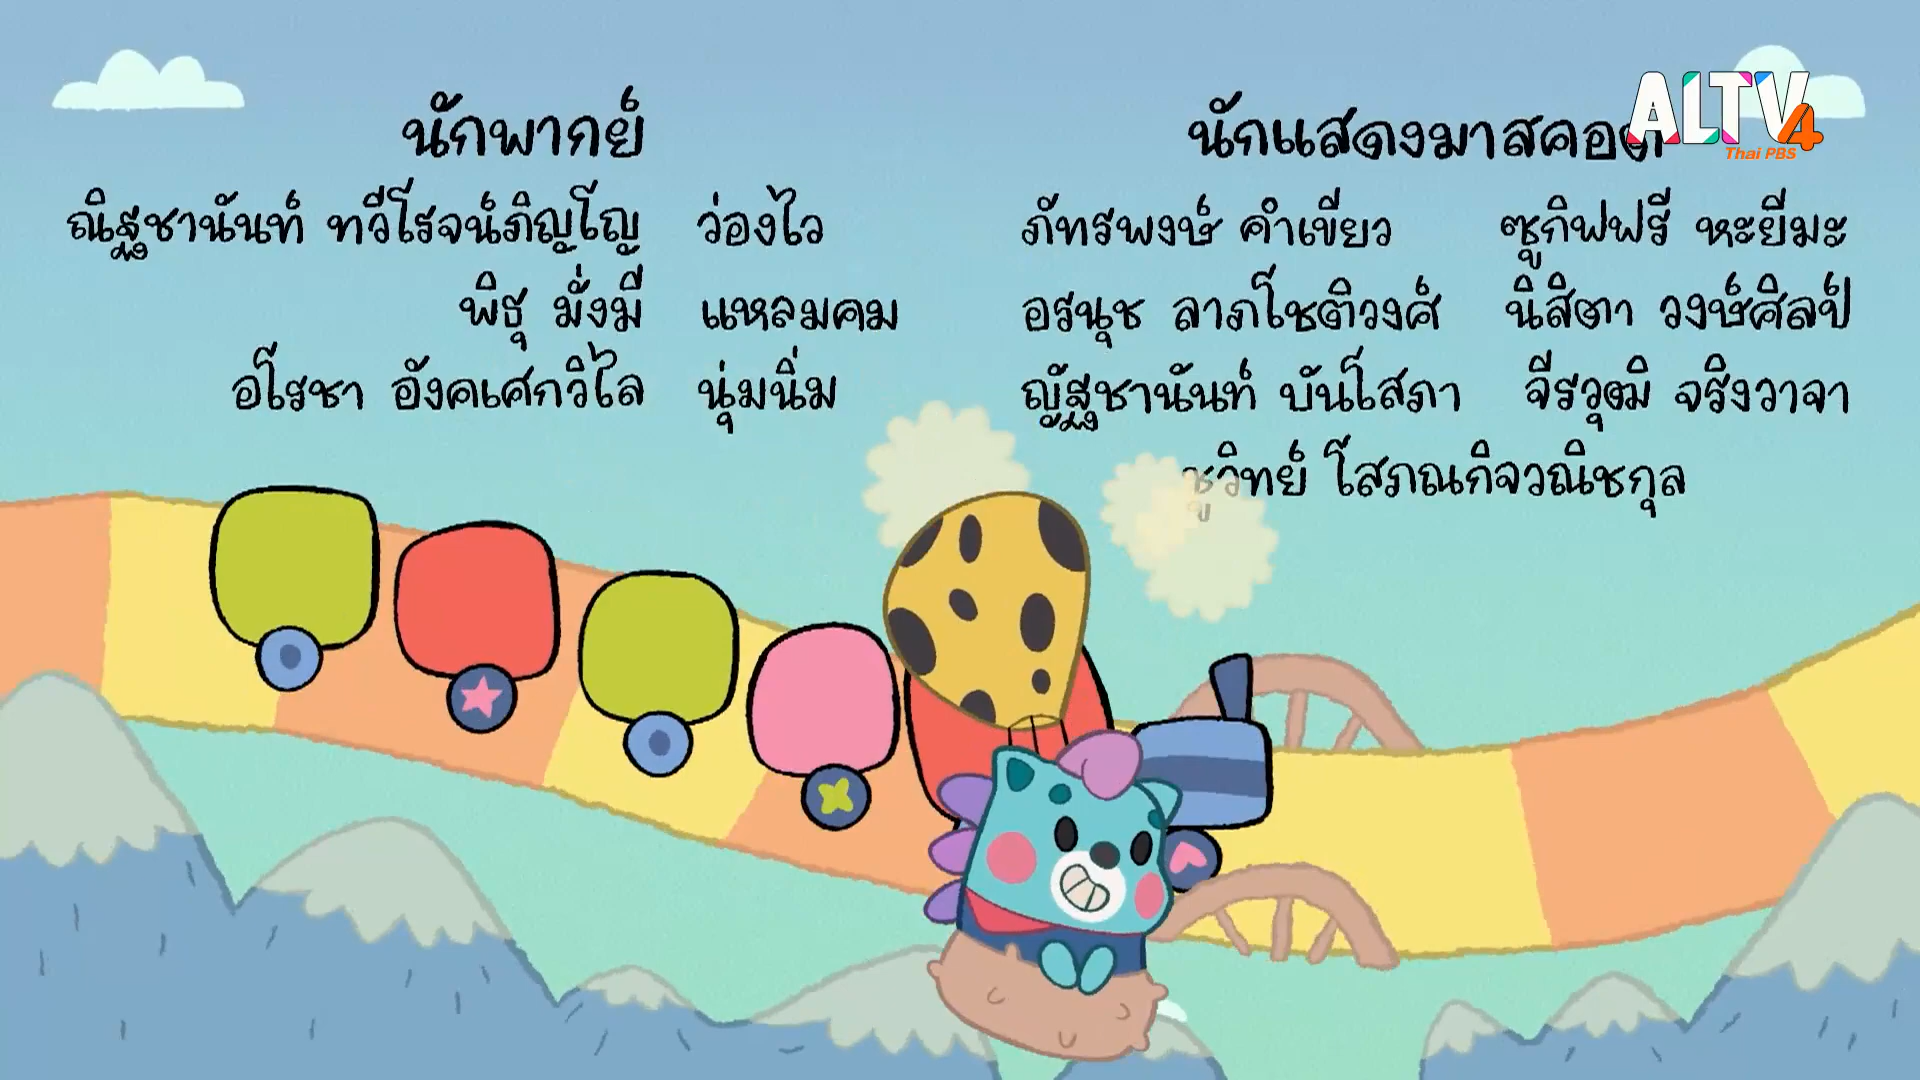 นักพากย์
ณิฐชานันท์ ทวีโรจน์ภิญโญ ว่องไว
พิธุ มั่งมี แหลมคม
อโรชา อังคเศกวิไล นุ่มนิ่ม
นักแสดงมาสคอต
ภัทรพงษ์ คำเขียว ซูกิฟฟรี หะยีมะ
อรนุช ลาภโชติวงศ์ นิสิตา วงษ์ศิลป์
ญัฐชานันท์ บันโสภา จีรวุฒิ จริงวาจา
ชูวิทย์ โสภณกิจวณิชกุล
ALTV4
Thai PBS